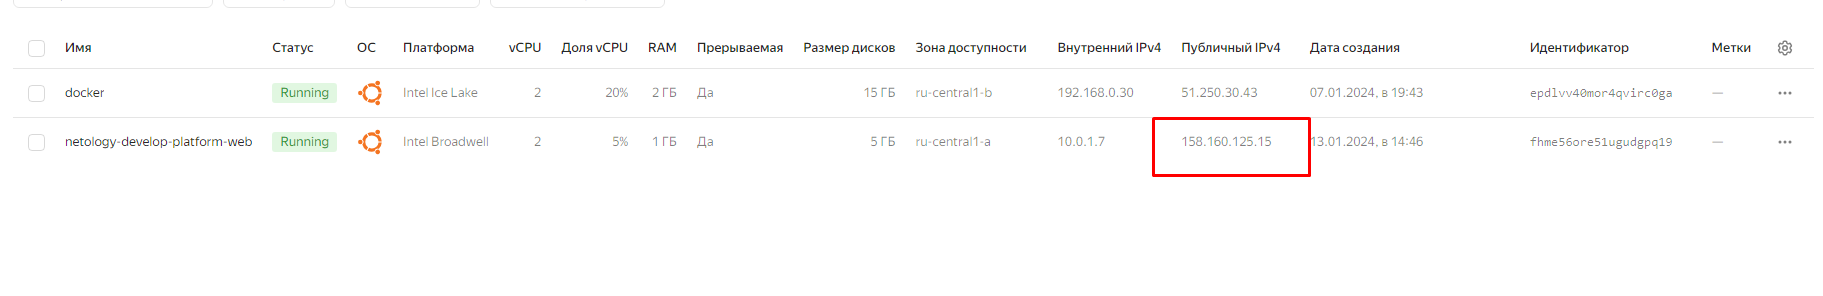 Имя Статус ОС Платформа vCPU Доля vCPU RAM Прерываемая Размер дисков Зона доступности Внутренний IPv4 Публичный IPv4 Дата создания Идентификатор Метки
docker Running Intel Ice Lake 2 20% 2 ГБ Да 15 ГБ ru-central1-b 192.168.0.30 51.250.30.43 07.01.2024, в 19:43 epdlvv40mor4qvirc0ga —
netology-develop-platform-web Running Intel Broadwell 2 5% 1 ГБ Да 5 ГБ ru-central1-a 10.0.1.7 158.160.125.15 13.01.2024, в 14:46 fhme56ore51ugudgpq19 —